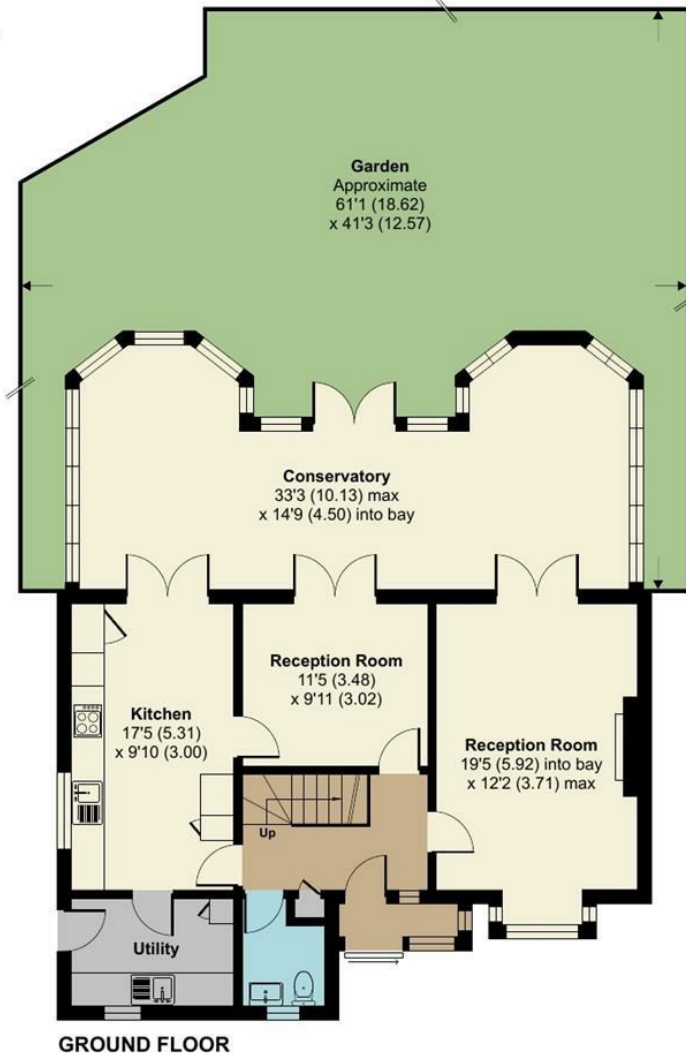 Garden
Approximate
61'1 (18.62)
x 41'3 (12.57)
Conservatory
33'3 (10.13) max
x 14'9 (4.50) into bay
Reception Room
11'5 (3.48)
x 9'11 (3.02)
Kitchen
17'5 (5.31)
x 9'10 (3.00)
Reception Room
19'5 (5.92) into bay
x 12'2 (3.71) max
Up
Utility
GROUND FLOOR